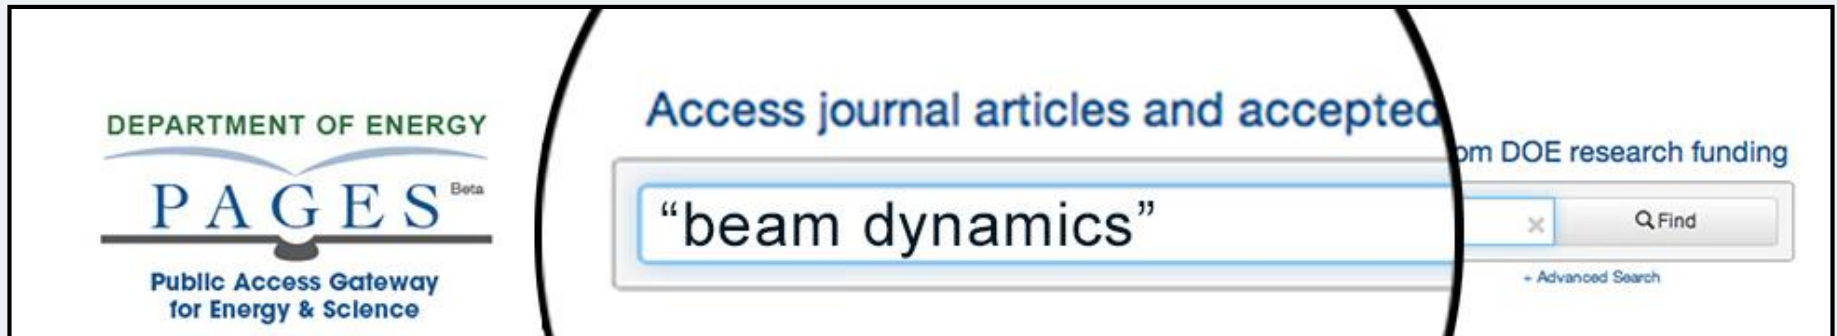 DEPARTMENT OF ENERGY
PAGES Beta
Public Access Gateway
for Energy & Science
Access journal articles and accepted
om DOE research funding
“beam dynamics”
× Find
+ Advanced Search